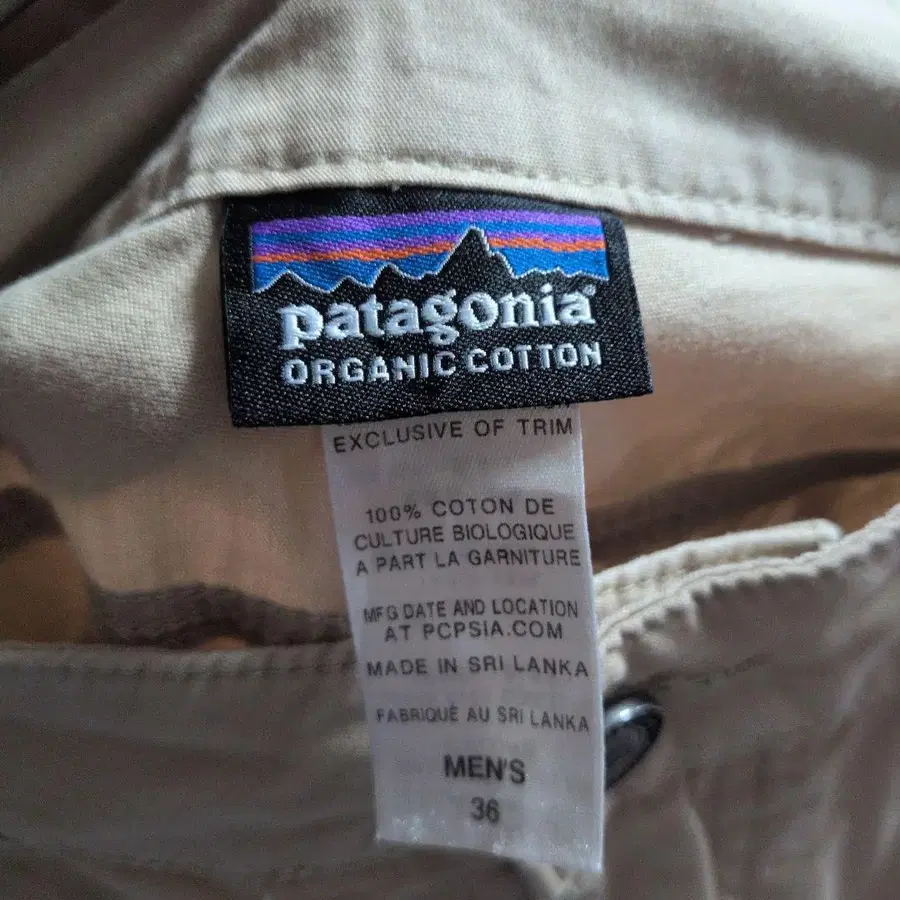 patagonia®
ORGANIC COTTON
EXCLUSIVE OF TRIM
100% COTON DE
CULTURE BIOLOGIQUE
A PART LA GARNITURE
MFG DATE AND LOCATION
AT PCPSIA.COM
MADE IN SRI LANKA
FABRIQUÉ AU SRI LANKA
MEN'S
36